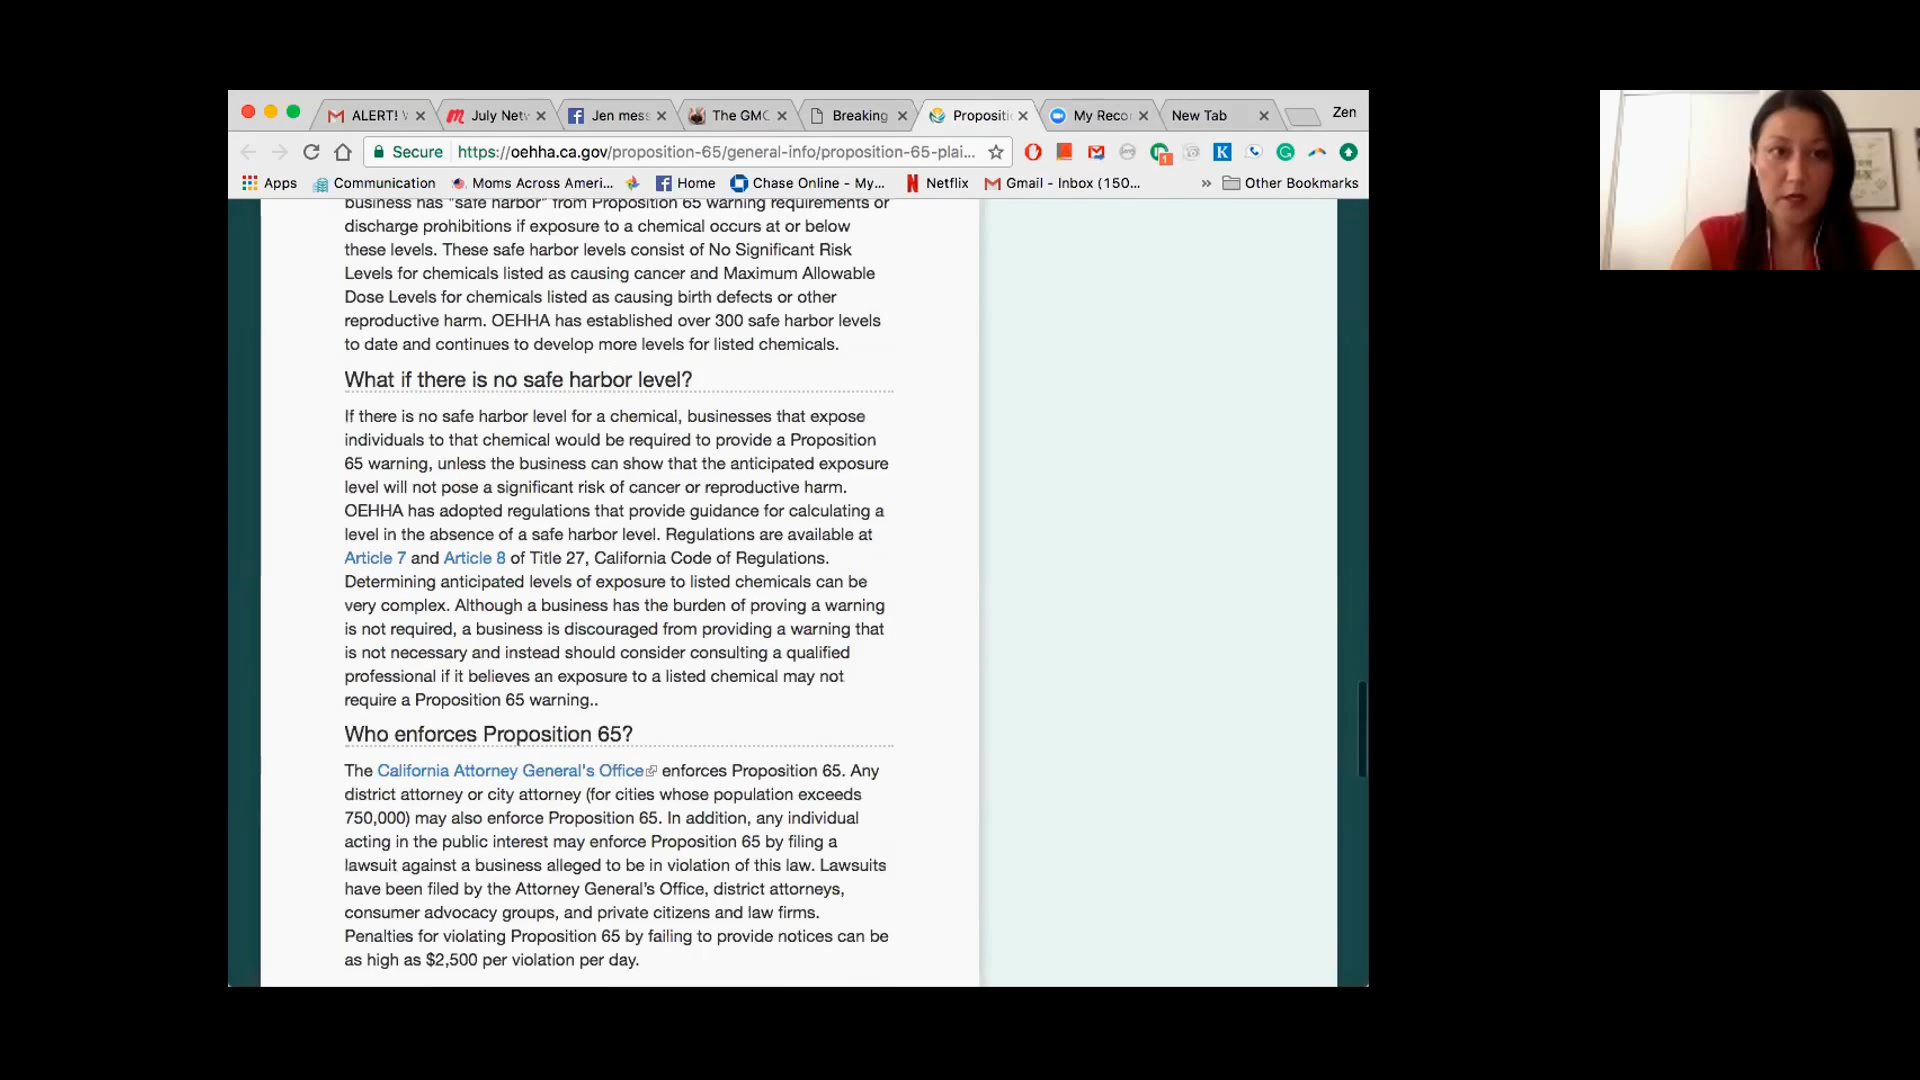 ALERT! V
July Netw
Jen mess
The GMO
Breaking
Propositi
My Reco
New Tab
Zen
Secure https://oehha.ca.gov/proposition-65/general-info/proposition-65-plai...
1
K
Apps
Communication
Moms Across Ameri...
Home
Chase Online - My...
Netflix
Gmail - Inbox (150...
» Other Bookmarks
business has "safe harbor" from Proposition 65 warning requirements or
discharge prohibitions if exposure to a chemical occurs at or below
these levels. These safe harbor levels consist of No Significant Risk
Levels for chemicals listed as causing cancer and Maximum Allowable
Dose Levels for chemicals listed as causing birth defects or other
reproductive harm. OEHHA has established over 300 safe harbor levels
to date and continues to develop more levels for listed chemicals.
What if there is no safe harbor level?
If there is no safe harbor level for a chemical, businesses that expose
individuals to that chemical would be required to provide a Proposition
65 warning, unless the business can show that the anticipated exposure
level will not pose a significant risk of cancer or reproductive harm.
OEHHA has adopted regulations that provide guidance for calculating a
level in the absence of a safe harbor level. Regulations are available at
Article 7 and Article 8 of Title 27, California Code of Regulations.
Determining anticipated levels of exposure to listed chemicals can be
very complex. Although a business has the burden of proving a warning
is not required, a business is discouraged from providing a warning that
is not necessary and instead should consider consulting a qualified
professional if it believes an exposure to a listed chemical may not
require a Proposition 65 warning..
Who enforces Proposition 65?
The California Attorney General's Office enforces Proposition 65. Any
district attorney or city attorney (for cities whose population exceeds
750,000) may also enforce Proposition 65. In addition, any individual
acting in the public interest may enforce Proposition 65 by filing a
lawsuit against a business alleged to be in violation of this law. Lawsuits
have been filed by the Attorney General's Office, district attorneys,
consumer advocacy groups, and private citizens and law firms.
Penalties for violating Proposition 65 by failing to provide notices can be
as high as $2,500 per violation per day.